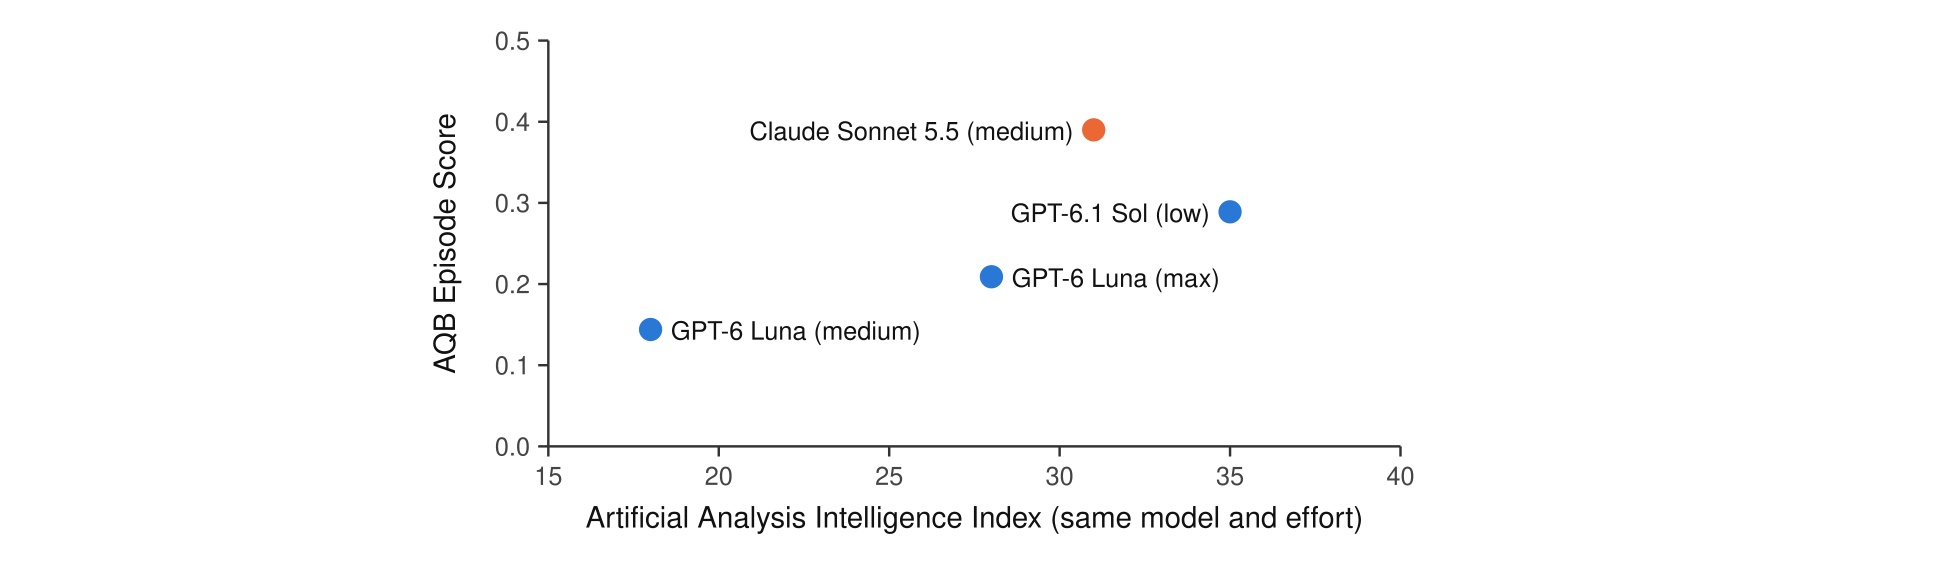 0.5
0.4
0.3
0.2
0.1
0.0
AQB Episode Score
Claude Sonnet 5.5 (medium)
GPT-6.1 Sol (low)
GPT-6 Luna (max)
GPT-6 Luna (medium)
15 20 25 30 35 40
Artificial Analysis Intelligence Index (same model and effort)